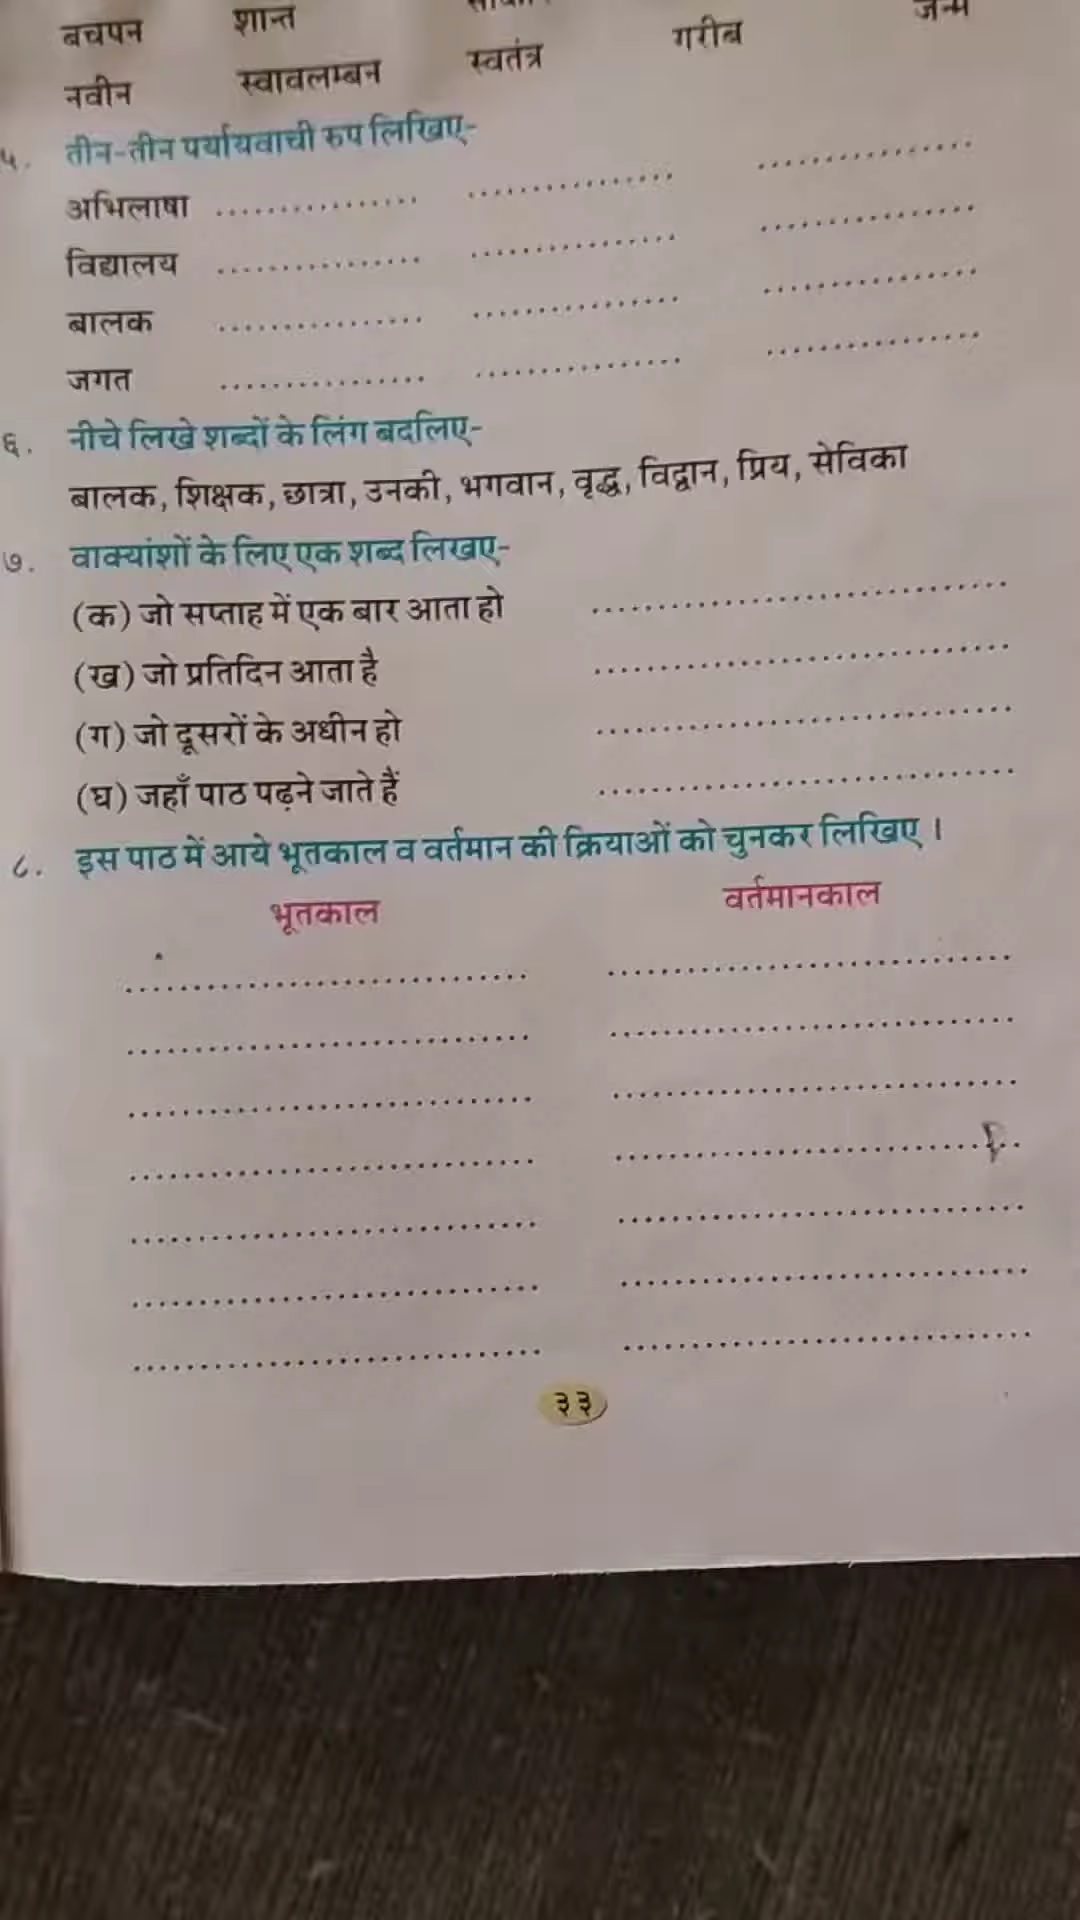 बचपन शान्त गरीब जन्म
नवीन स्वावलम्बन स्वतंत्र
५. तीन-तीन पर्यायवाची रुप लिखिए-
अभिलाषा ................ ................ ................
विद्यालय ................ ................ ................
बालक ................ ................ ................
जगत ................ ................ ................
६. नीचे लिखे शब्दों के लिंग बदलिए-
बालक, शिक्षक, छात्रा, उनकी, भगवान, वृद्ध, विद्वान, प्रिय, सेविका
७. वाक्यांशों के लिए एक शब्द लिखए-
(क) जो सप्ताह में एक बार आता हो ................................
(ख) जो प्रतिदिन आता है ................................
(ग) जो दूसरों के अधीन हो ................................
(घ) जहाँ पाठ पढ़ने जाते हैं ................................
८. इस पाठ में आये भूतकाल व वर्तमान की क्रियाओं को चुनकर लिखिए ।
भूतकाल वर्तमानकाल
................................ ................................
................................ ................................
................................ ................................
................................ ................................
................................ ................................
................................ ................................
................................ ................................
३३